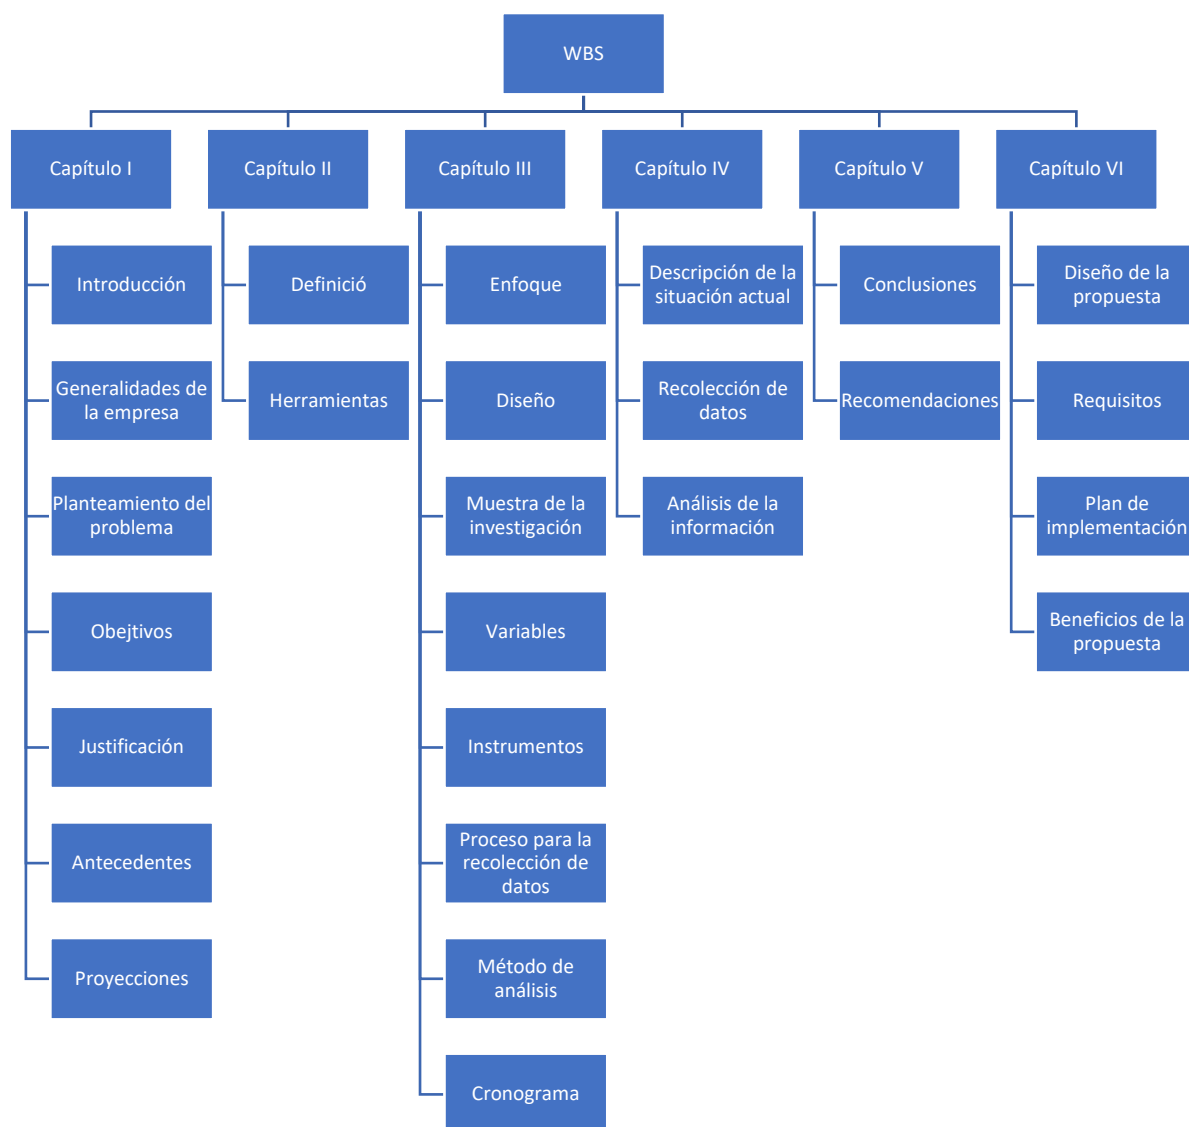 WBS
Capítulo I
Capítulo II
Capítulo III
Capítulo IV
Capítulo V
Capítulo VI
Introducción
Generalidades de
la empresa
Planteamiento del
problema
Obejtivos
Justificación
Antecedentes
Proyecciones
Definició
Herramientas
Enfoque
Diseño
Muestra de la
investigación
Variables
Instrumentos
Proceso para la
recolección de
datos
Método de
análisis
Cronograma
Descripción de la
situación actual
Recolección de
datos
Análisis de la
información
Conclusiones
Recomendaciones
Diseño de la
propuesta
Requisitos
Plan de
implementación
Beneficios de la
propuesta